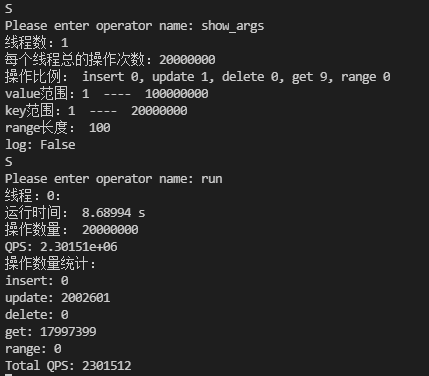 S
Please enter operator name: show_args
线程数：1
每个线程总的操作次数：20000000
操作比例： insert 0, update 1, delete 0, get 9, range 0
value范围：1  ----  100000000
key范围：1  ----  20000000
range长度： 100
log: False
S
Please enter operator name: run
线程：0:
运行时间： 8.68994 s
操作数量： 20000000
QPS: 2.30151e+06
操作数量统计：
insert: 0
update: 2002601
delete: 0
get: 17997399
range: 0
Total QPS: 2301512